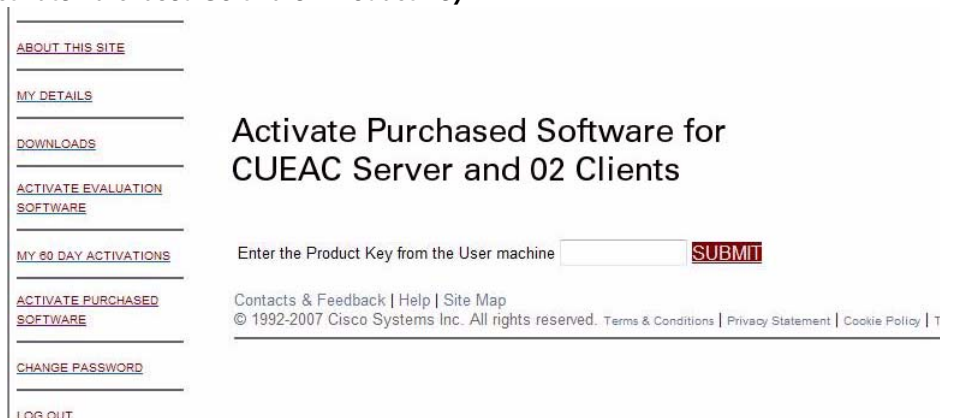 ABOUT THIS SITE
MY DETAILS
DOWNLOADS
ACTIVATE EVALUATION
SOFTWARE
MY 60 DAY ACTIVATIONS
ACTIVATE PURCHASED
SOFTWARE
CHANGE PASSWORD
LOG OUT
Activate Purchased Software for
CUEAC Server and 02 Clients
Enter the Product Key from the User machine SUBMIT
Contacts & Feedback | Help | Site Map
© 1992-2007 Cisco Systems Inc. All rights reserved. Terms & Conditions | Privacy Statement | Cookie Policy |